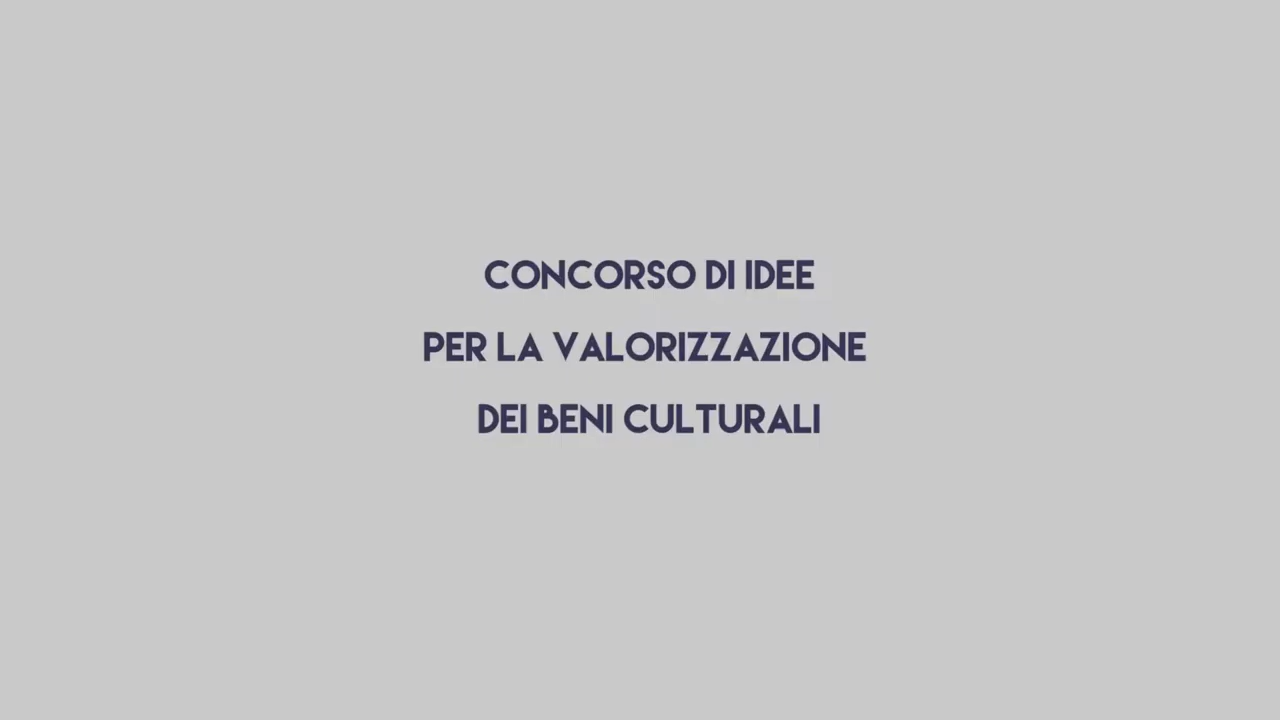 CONCORSO DI IDEE
PER LA VALORIZZAZIONE
DEI BENI CULTURALI